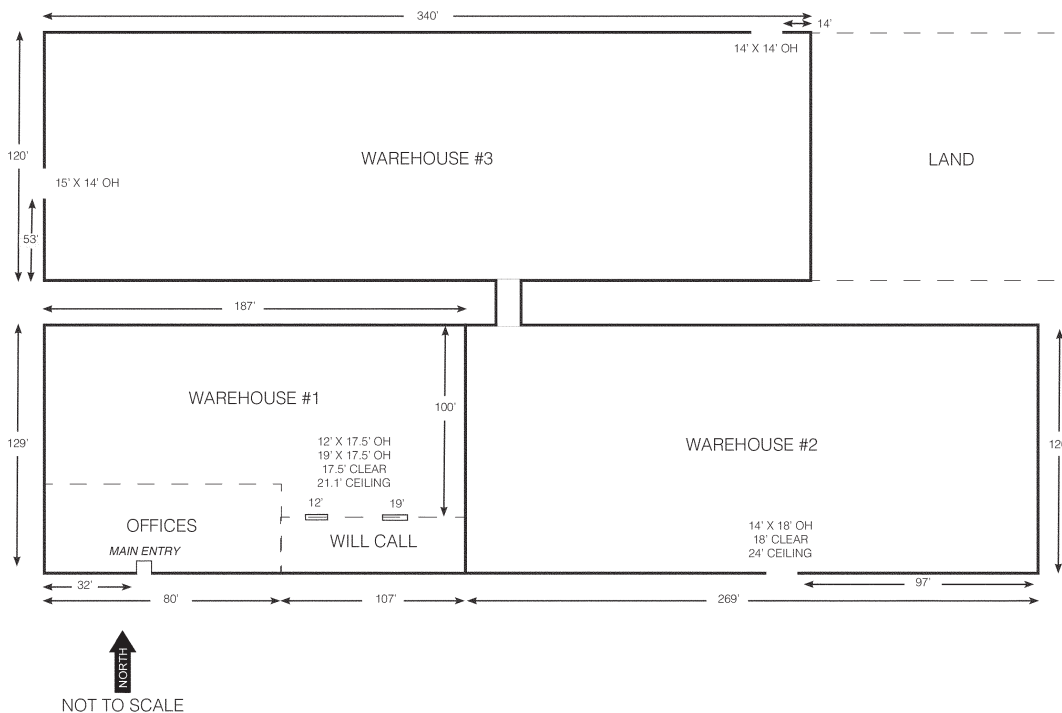 340'
14'
14' X 14' OH
120'
WAREHOUSE #3
LAND
15' X 14' OH
53'
187'
WAREHOUSE #1
100'
129'
12' X 17.5' OH
19' X 17.5' OH
17.5' CLEAR
21.1' CEILING
WAREHOUSE #2
12'
19'
OFFICES
WILL CALL
MAIN ENTRY
14' X 18' OH
18' CLEAR
24' CEILING
32'
97'
80'
107'
269'
NORTH
NOT TO SCALE